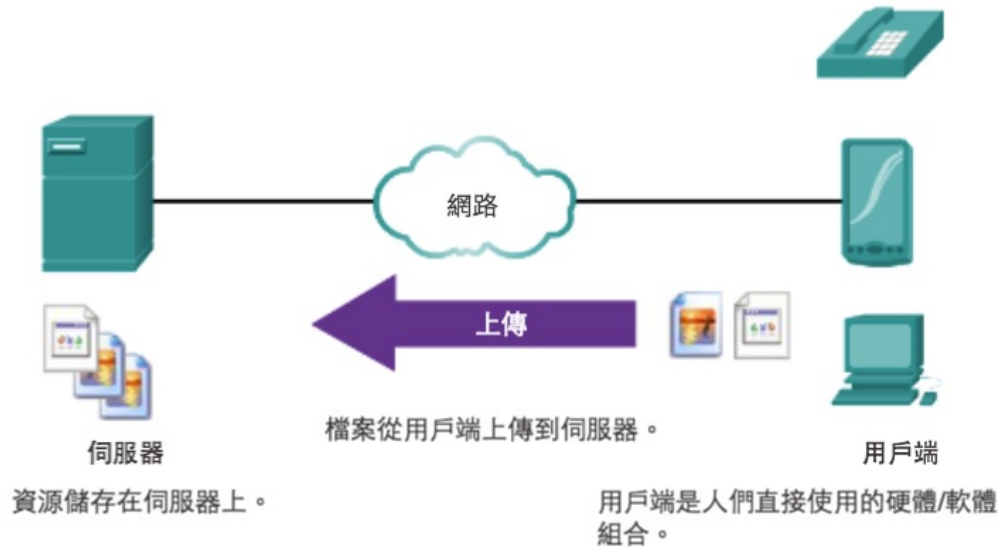 網路
上傳
檔案從用戶端上傳到伺服器。
伺服器
用戶端
資源儲存在伺服器上。
用戶端是人們直接使用的硬體/軟體
組合。